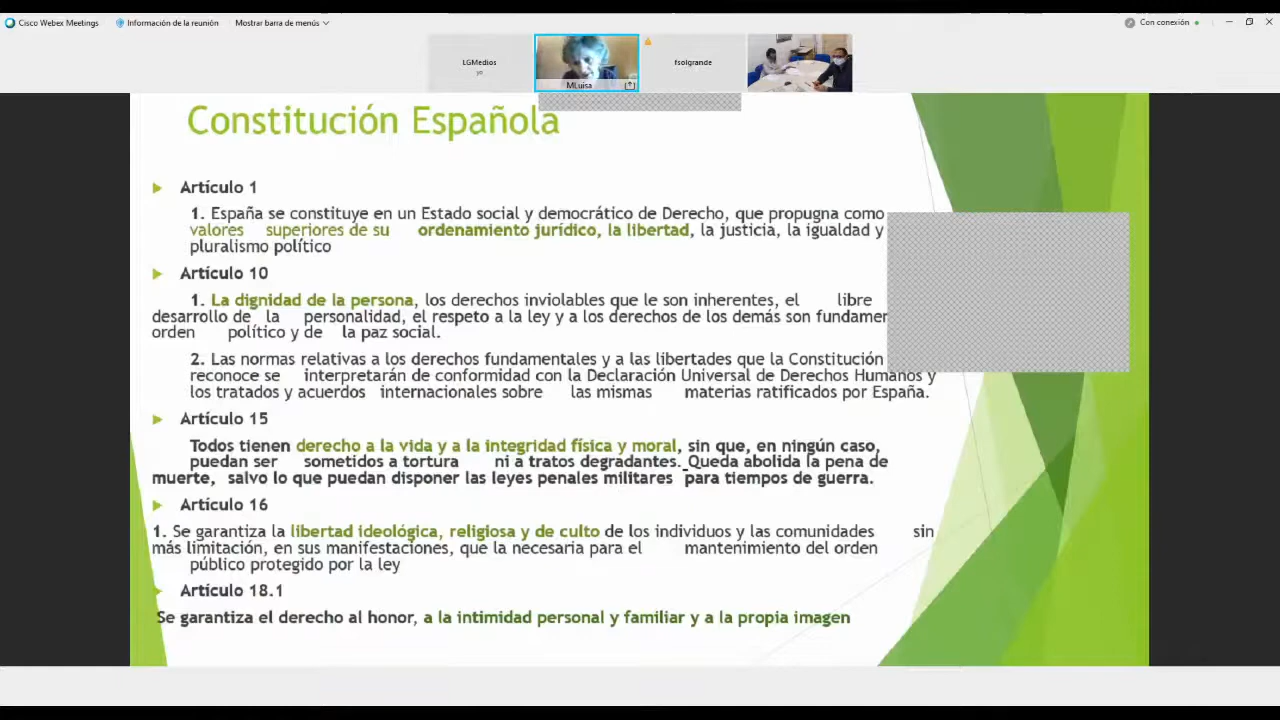 Cisco Webex Meetings
Información de la reunión
Mostrar barra de menús
Con conexión
LGMedios
yo
MLuisa
fsolgrande
Constitución Española
Artículo 1
1. España se constituye en un Estado social y democrático de Derecho, que propugna como
valores superiores de su ordenamiento jurídico, la libertad, la justicia, la igualdad y
pluralismo político
Artículo 10
1. La dignidad de la persona, los derechos inviolables que le son inherentes, el libre
desarrollo de la personalidad, el respeto a la ley y a los derechos de los demás son
orden político y de la paz social.
2. Las normas relativas a los derechos fundamentales y a las libertades que la Constitución
reconoce se interpretarán de conformidad con la Declaración Universal de Derechos Humanos y
los tratados y acuerdos internacionales sobre las mismas materias ratificados por España.
Artículo 15
Todos tienen derecho a la vida y a la integridad física y moral, sin que, en ningún caso,
puedan ser sometidos a tortura ni a tratos degradantes. Queda abolida la pena de
muerte, salvo lo que puedan disponer las leyes penales militares para tiempos de guerra.
Artículo 16
1. Se garantiza la libertad ideológica, religiosa y de culto de los individuos y las comunidades sin
más limitación, en sus manifestaciones, que la necesaria para el mantenimiento del orden
público protegido por la ley
Artículo 18.1
Se garantiza el derecho al honor, a la intimidad personal y familiar y a la propia imagen